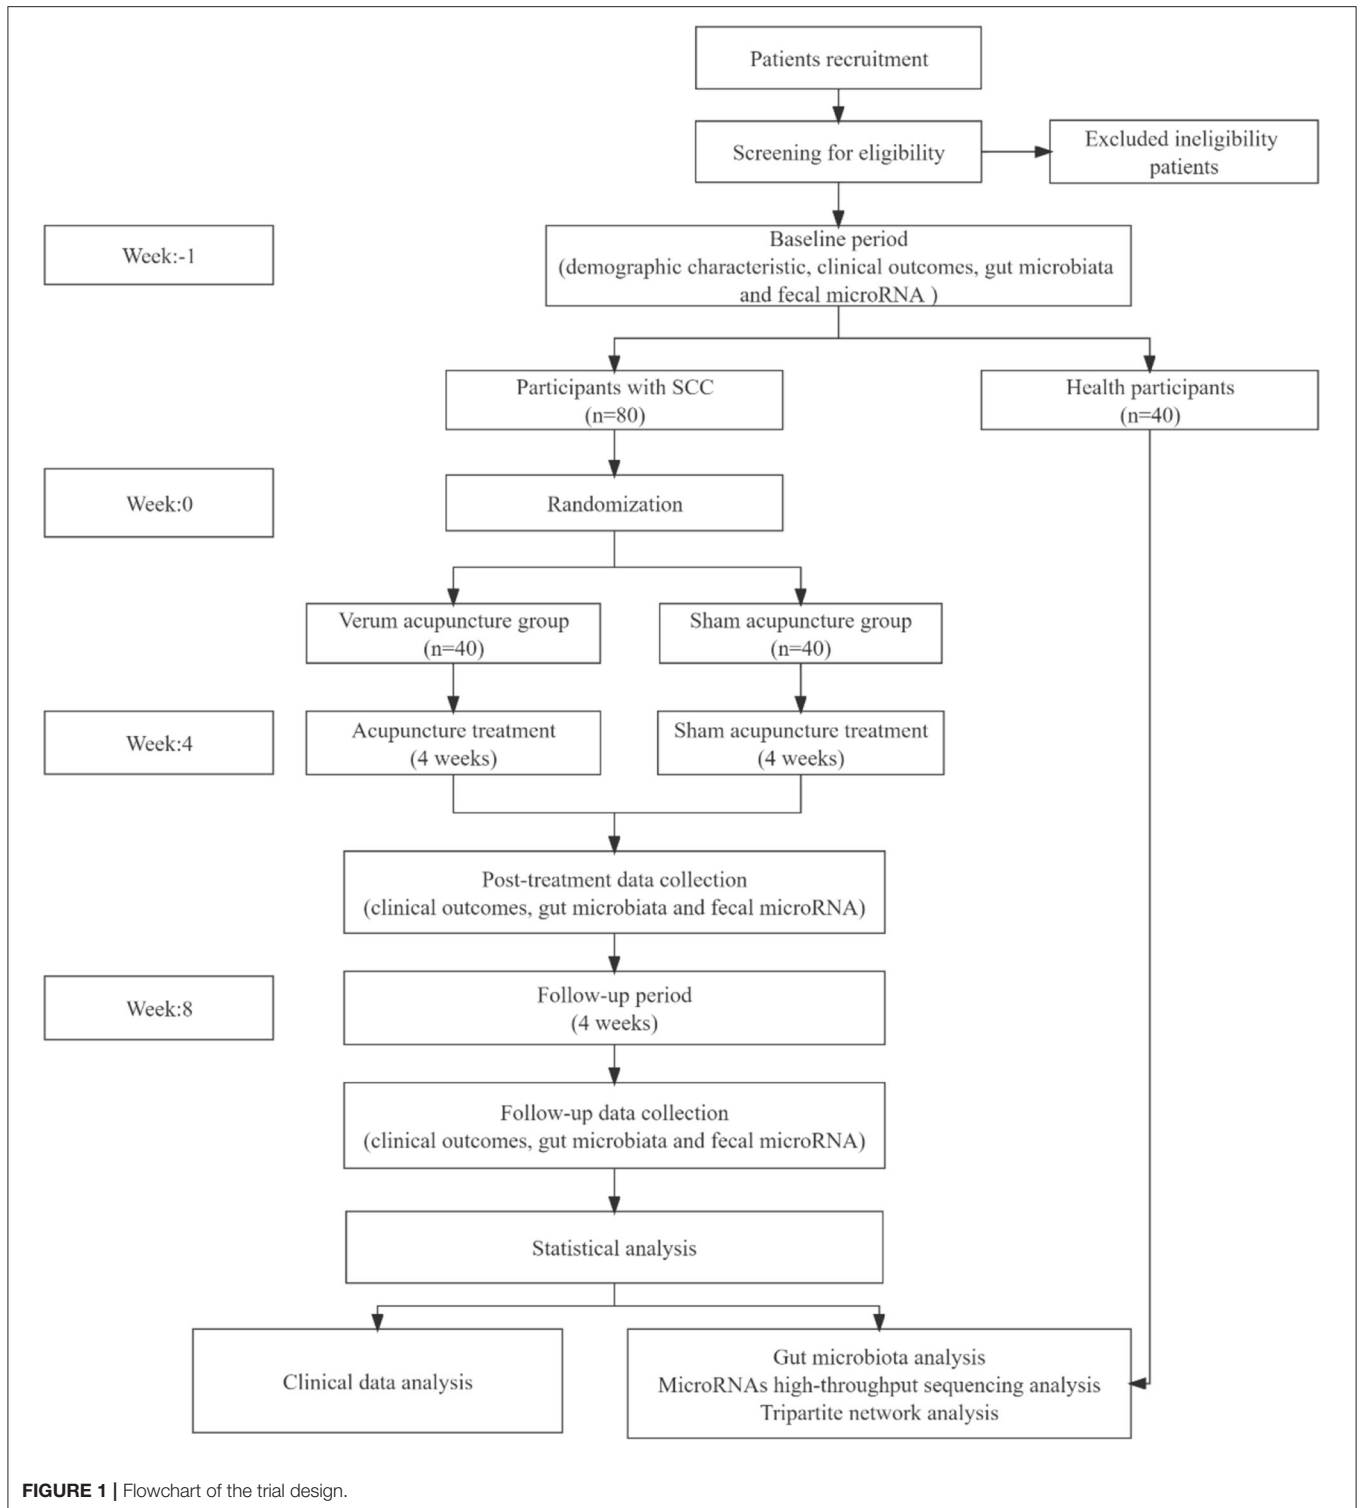 Patients recruitment
Screening for eligibility
Excluded ineligibility
patients
Week:-1
Baseline period
(demographic characteristic, clinical outcomes, gut microbiata
and fecal microRNA )
Participants with SCC
(n=80)
Health participants
(n=40)
Week:0
Randomization
Verum acupuncture group
(n=40)
Sham acupuncture group
(n=40)
Week:4
Acupuncture treatment
(4 weeks)
Sham acupuncture treatment
(4 weeks)
Post-treatment data collection
(clinical outcomes, gut microbiata and fecal microRNA)
Week:8
Follow-up period
(4 weeks)
Follow-up data collection
(clinical outcomes, gut microbiata and fecal microRNA)
Statistical analysis
Clinical data analysis
Gut microbiota analysis
MicroRNAs high-throughput sequencing analysis
Tripartite network analysis
FIGURE 1 | Flowchart of the trial design.